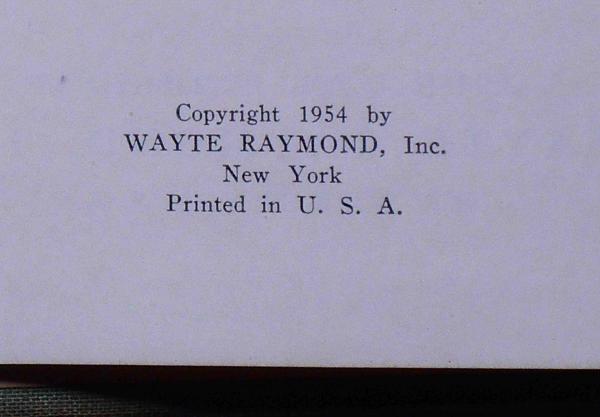 Copyright 1954 by
WAYTE RAYMOND, Inc.
New York
Printed in U. S. A.